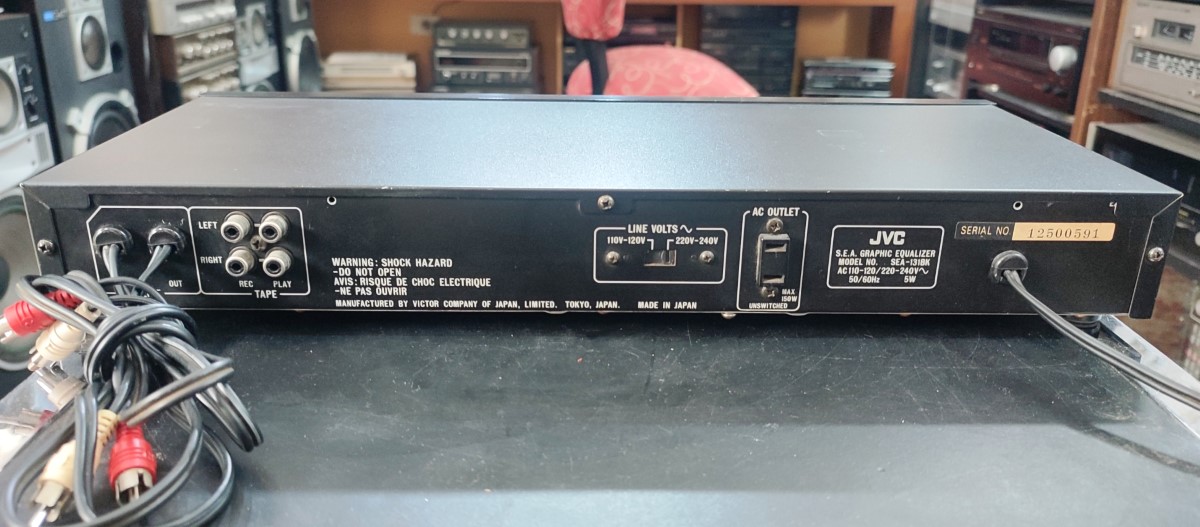 LEFT
RIGHT
OUT
REC PLAY
TAPE
WARNING: SHOCK HAZARD
-DO NOT OPEN
AVIS: RISQUE DE CHOC ELECTRIQUE
-NE PAS OUVRIR
MANUFACTURED BY VICTOR COMPANY OF JAPAN, LIMITED. TOKYO, JAPAN. MADE IN JAPAN
LINE VOLTS ∿
110V-120V 220V-240V
AC OUTLET
MAX
150W
UNSWITCHED
JVC
S.E.A. GRAPHIC EQUALIZER
MODEL NO. SEA-131BK
AC110-120/220-240V∿
50/60Hz 5W
SERIAL NO. 12500591